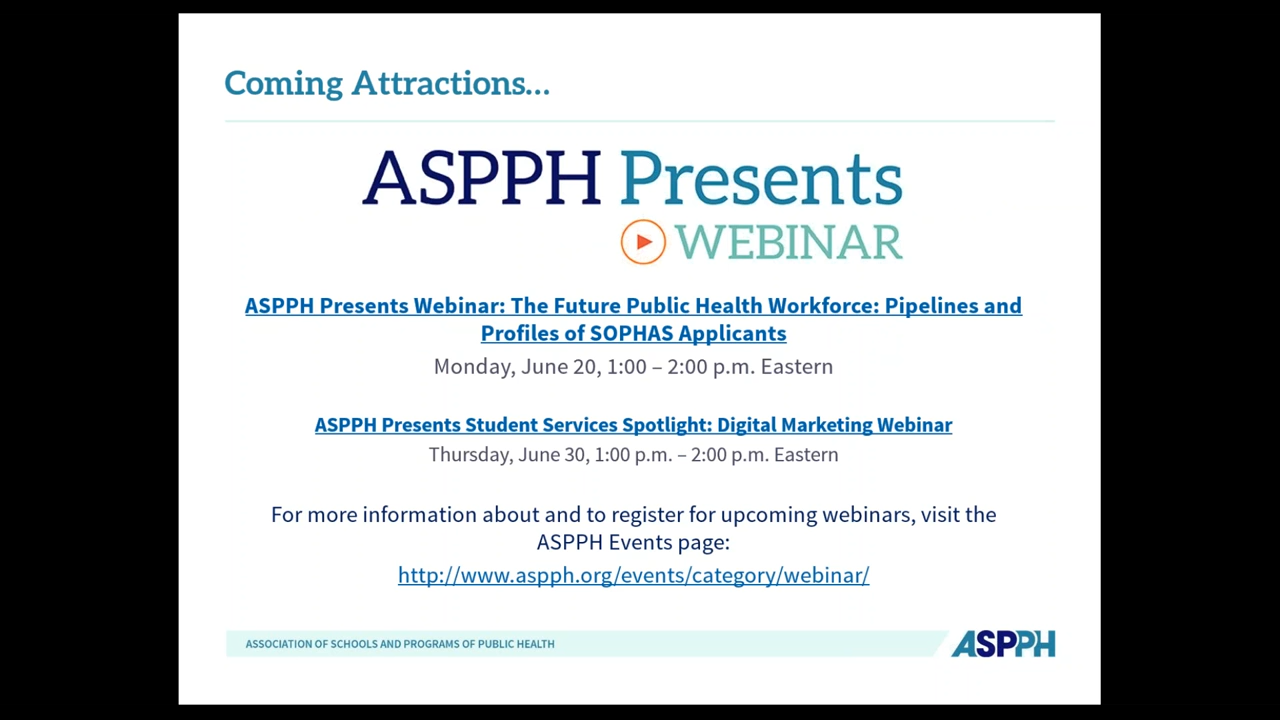 Coming Attractions...
ASPPH Presents
WEBINAR
ASPPH Presents Webinar: The Future Public Health Workforce: Pipelines and
Profiles of SOPHAS Applicants
Monday, June 20, 1:00 – 2:00 p.m. Eastern
ASPPH Presents Student Services Spotlight: Digital Marketing Webinar
Thursday, June 30, 1:00 p.m. – 2:00 p.m. Eastern
For more information about and to register for upcoming webinars, visit the
ASPPH Events page:
http://www.aspph.org/events/category/webinar/
ASSOCIATION OF SCHOOLS AND PROGRAMS OF PUBLIC HEALTH
ASPPH